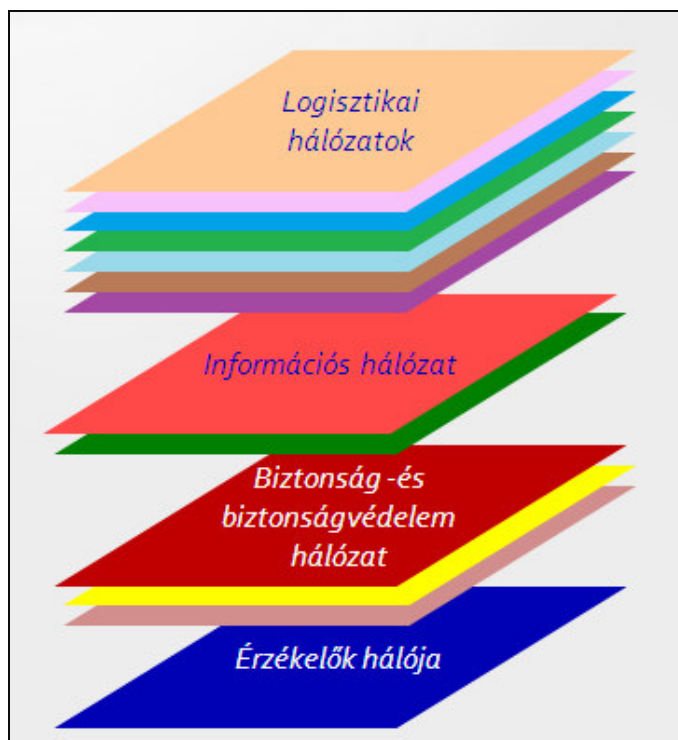 Logisztikai
hálózatok
Információs hálózat
Biztonság -és
biztonságvédelem
hálózat
Érzékelők hálója